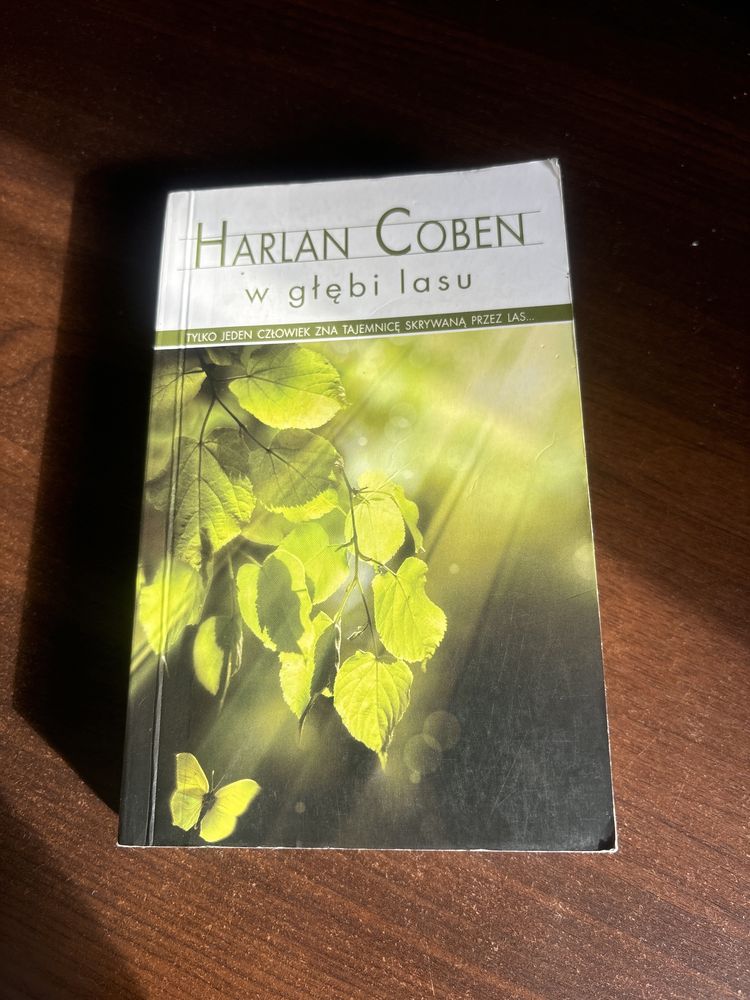 HARLAN COBEN
w głębi lasu
TYLKO JEDEN CZŁOWIEK ZNA TAJEMNICĘ SKRYWANĄ PRZEZ LAS...